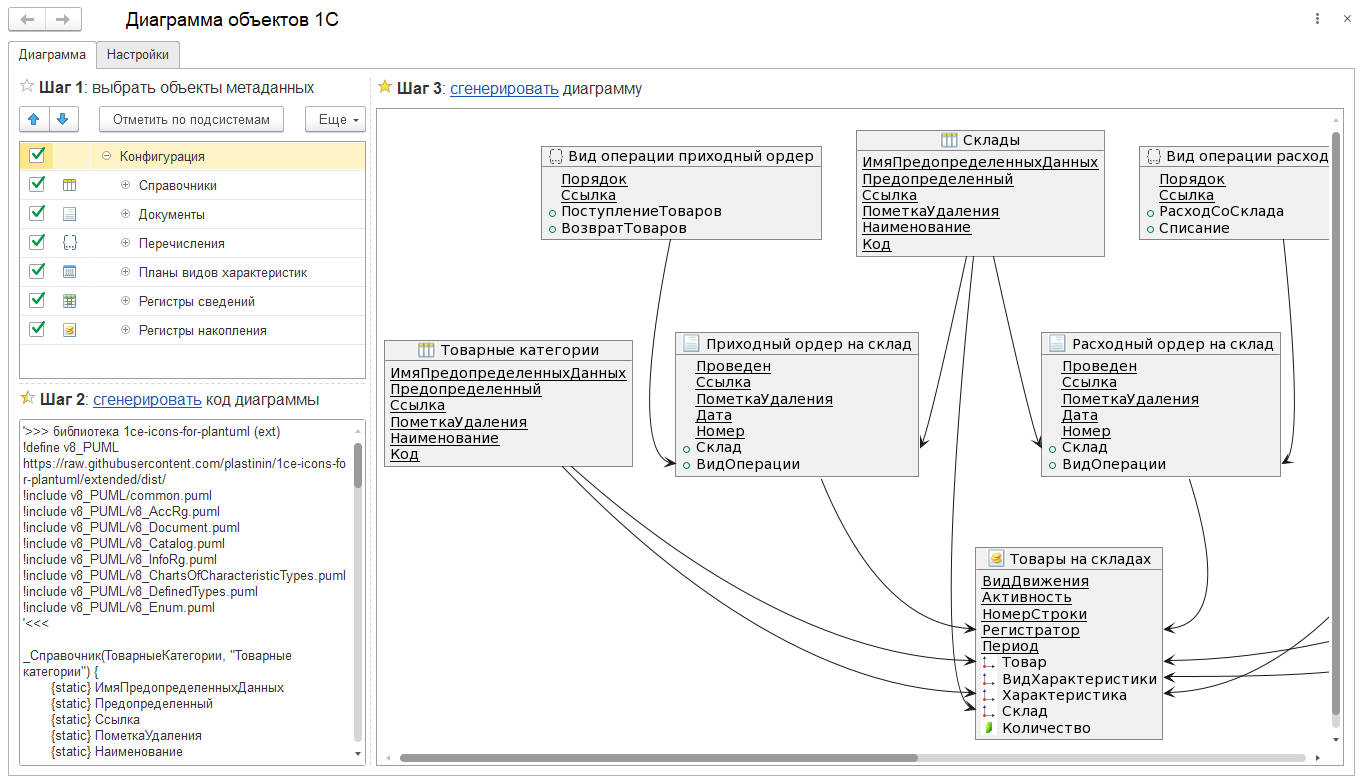 Диаграмма объектов 1С
Диаграмма
Настройки
Шаг 1: выбрать объекты метаданных
Отметить по подсистемам
Еще
Конфигурация
Справочники
Документы
Перечисления
Планы видов характеристик
Регистры сведений
Регистры накопления
Шаг 2: сгенерировать код диаграммы
'>>> библиотека 1ce-icons-for-plantuml (ext)
!define v8_PUML
https://raw.githubusercontent.com/plastinin/1ce-icons-fo
r-plantuml/extended/dist/
!include v8_PUML/common.puml
!include v8_PUML/v8_AccRg.puml
!include v8_PUML/v8_Document.puml
!include v8_PUML/v8_Catalog.puml
!include v8_PUML/v8_InfoRg.puml
!include v8_PUML/v8_ChartsOfCharacteristicTypes.puml
!include v8_PUML/v8_DefinedTypes.puml
!include v8_PUML/v8_Enum.puml
'<<<
_Справочник(ТоварныеКатегории, "Товарные
категории") {
{static} ИмяПредопределенныхДанных
{static} Предопределенный
{static} Ссылка
{static} ПометкаУдаления
{static} Наименование
Шаг 3: сгенерировать диаграмму
Вид операции приходный ордер
Порядок
Ссылка
ПоступлениеТоваров
ВозвратТоваров
Склады
ИмяПредопределенныхДанных
Предопределенный
Ссылка
ПометкаУдаления
Наименование
Код
Вид операции расход
Порядок
Ссылка
РасходСоСклада
Списание
Товарные категории
ИмяПредопределенныхДанных
Предопределенный
Ссылка
ПометкаУдаления
Наименование
Код
Приходный ордер на склад
Проведен
Ссылка
ПометкаУдаления
Дата
Номер
Склад
ВидОперации
Расходный ордер на склад
Проведен
Ссылка
ПометкаУдаления
Дата
Номер
Склад
ВидОперации
Товары на складах
ВидДвижения
Активность
НомерСтроки
Регистратор
Период
Товар
ВидХарактеристики
Характеристика
Склад
Количество